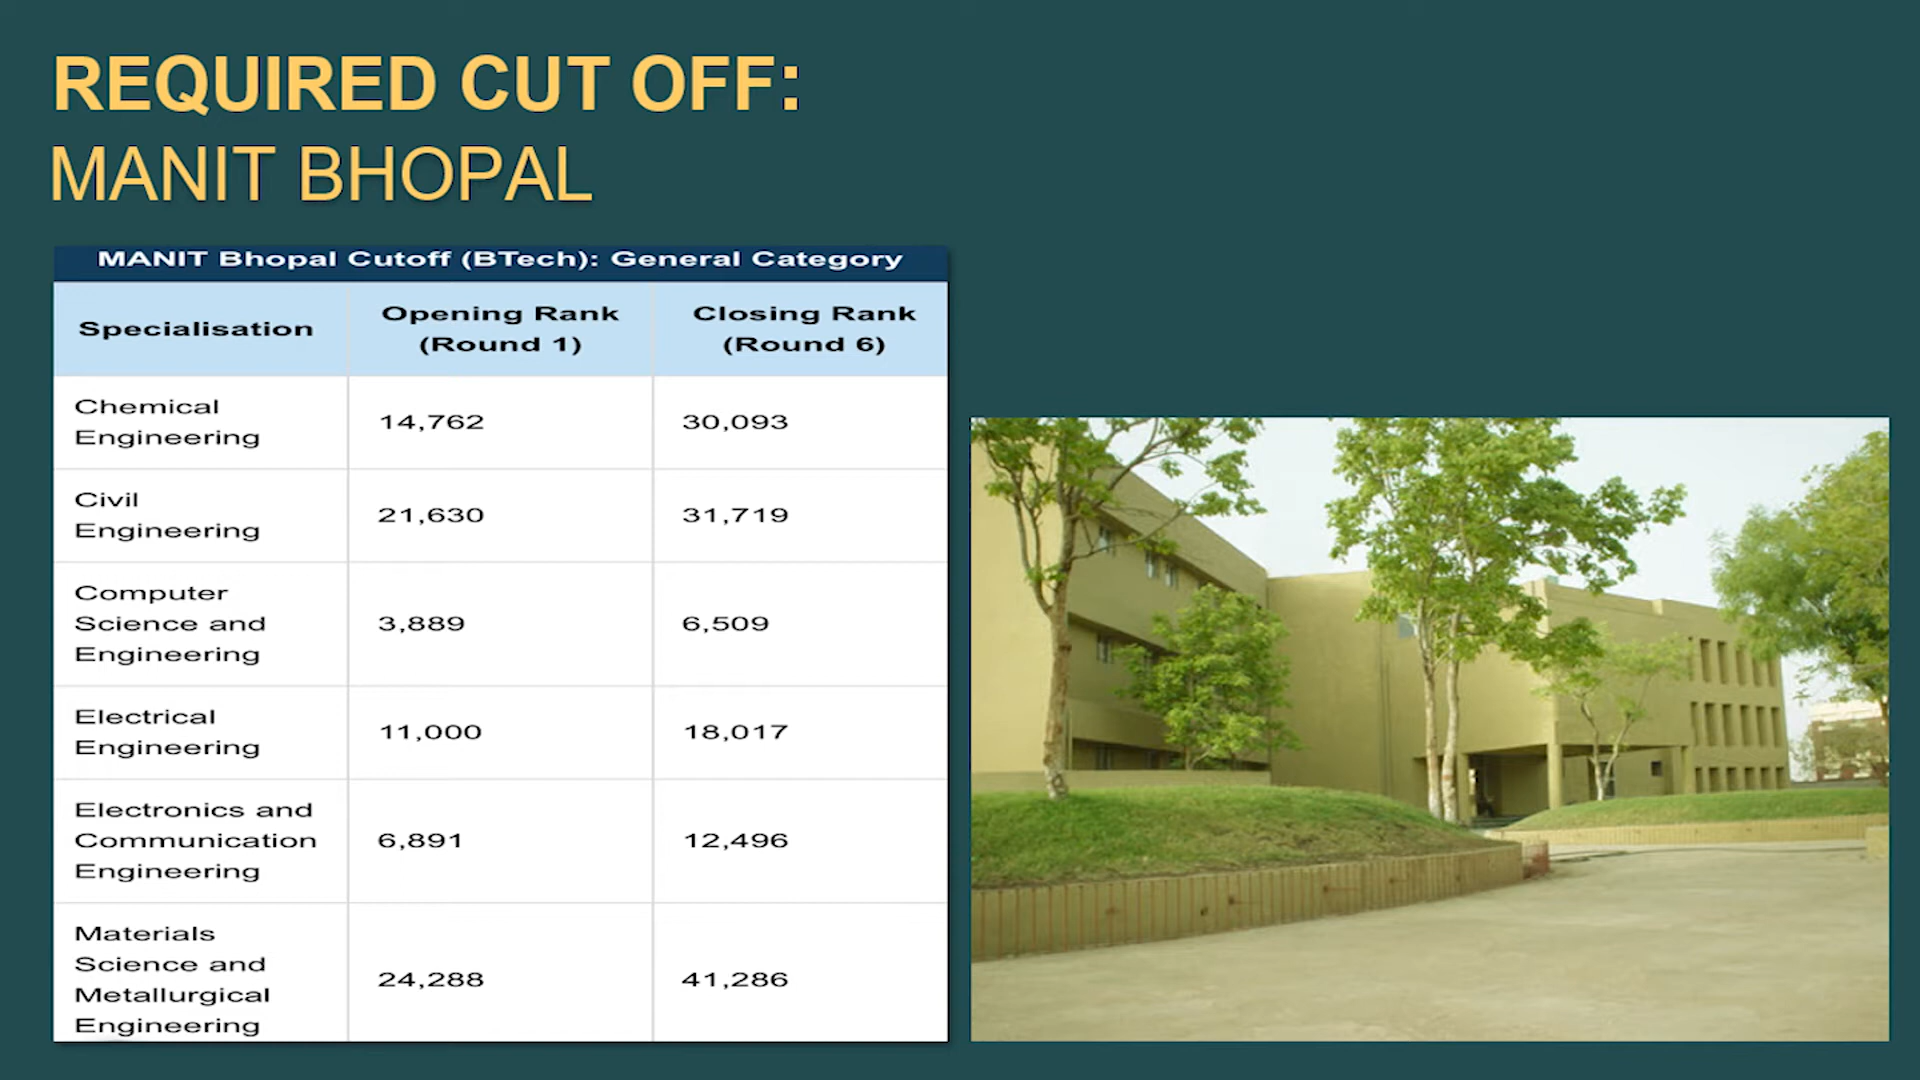 REQUIRED CUT OFF:
MANIT BHOPAL
MANIT Bhopal Cutoff (BTech): General Category
Specialisation
Opening Rank
(Round 1)
Closing Rank
(Round 6)
Chemical
Engineering
14,762
30,093
Civil
Engineering
21,630
31,719
Computer
Science and
Engineering
3,889
6,509
Electrical
Engineering
11,000
18,017
Electronics and
Communication
Engineering
6,891
12,496
Materials
Science and
Metallurgical
Engineering
24,288
41,286